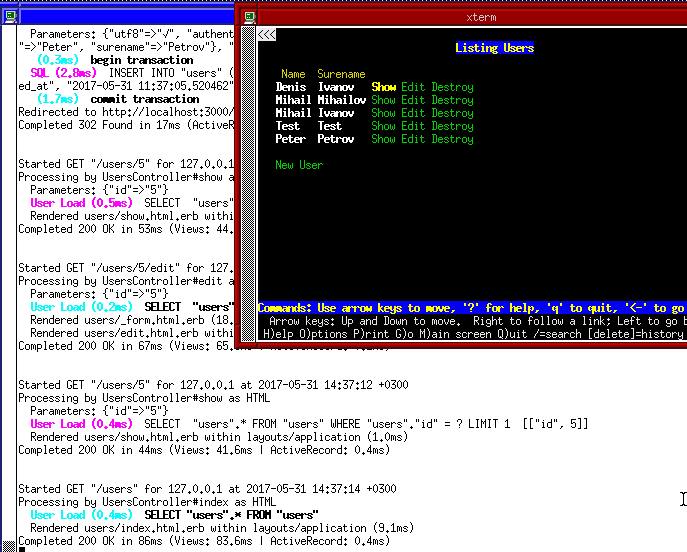 Parameters: {"utf8"=>"√", "authent
"=>"Peter", "surename"=>"Petrov"}, "
(0.3ms) begin transaction
SQL (2.8ms) INSERT INTO "users" (
ed_at", "2017-05-31 11:37:05.520462"
(1.7ms) commit transaction
Redirected to http://localhost:3000/
Completed 302 Found in 17ms (ActiveR
Started GET "/users/5" for 127.0.0.1
Processing by UsersController#show a
Parameters: {"id"=>"5"}
User Load (0.5ms) SELECT "users"
Rendered users/show.html.erb withi
Completed 200 OK in 53ms (Views: 44.
Started GET "/users/5/edit" for 127.
Processing by UsersController#edit a
Parameters: {"id"=>"5"}
User Load (0.2ms) SELECT "users"
Rendered users/_form.html.erb (18.
Rendered users/edit.html.erb withi
Completed 200 OK in 67ms (Views: 65.
Started GET "/users/5" for 127.0.0.1 at 2017-05-31 14:37:12 +0300
Processing by UsersController#show as HTML
Parameters: {"id"=>"5"}
User Load (0.4ms) SELECT "users".* FROM "users" WHERE "users"."id" = ? LIMIT 1 [["id", 5]]
Rendered users/show.html.erb within layouts/application (1.0ms)
Completed 200 OK in 44ms (Views: 41.6ms | ActiveRecord: 0.4ms)
Started GET "/users" for 127.0.0.1 at 2017-05-31 14:37:14 +0300
Processing by UsersController#index as HTML
User Load (0.4ms) SELECT "users".* FROM "users"
Rendered users/index.html.erb within layouts/application (9.1ms)
Completed 200 OK in 86ms (Views: 83.6ms | ActiveRecord: 0.4ms)
xterm
<<<
Listing Users
Name Surename
Denis Ivanov Show Edit Destroy
Mihail Mihailov Show Edit Destroy
Mihail Ivanov Show Edit Destroy
Test Test Show Edit Destroy
Peter Petrov Show Edit Destroy
New User
Commands: Use arrow keys to move, '?' for help, 'q' to quit, '<-' to go
Arrow keys: Up and Down to move. Right to follow a link; Left to go b
H)elp O)ptions P)rint G)o M)ain screen Q)uit /=search [delete]=history